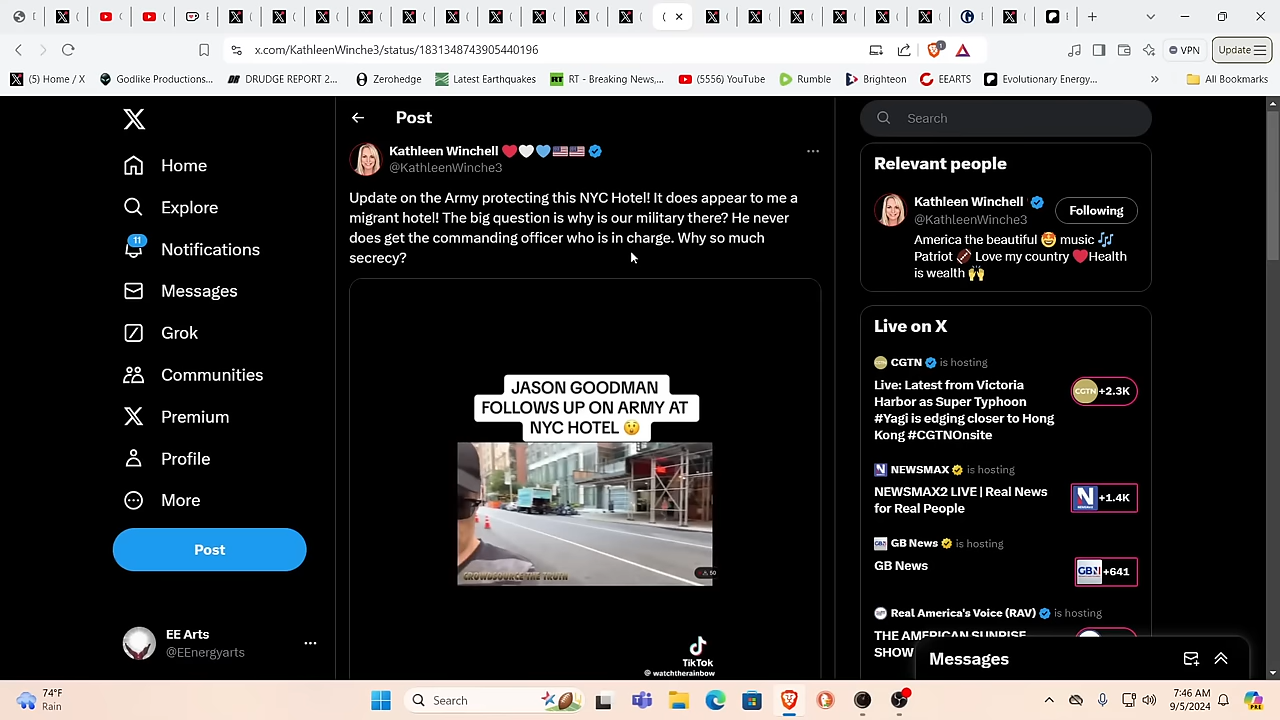 x.com/KathleenWinche3/status/1831348743905440196
VPN
Update
(5) Home / X
Godlike Productions...
DRUDGE REPORT 2...
Zerohedge
Latest Earthquakes
RT - Breaking News,...
(5556) YouTube
Rumble
Brighteon
EEARTS
Evolutionary Energy...
All Bookmarks
Home
Explore
11
Notifications
Messages
Grok
Communities
Premium
Profile
More
Post
EE Arts
@EEnergyarts
Post
Kathleen Winchell
@KathleenWinche3
Update on the Army protecting this NYC Hotel! It does appear to me a
migrant hotel! The big question is why is our military there? He never
does get the commanding officer who is in charge. Why so much
secrecy?
JASON GOODMAN
FOLLOWS UP ON ARMY AT
NYC HOTEL
CROWDSOURCE THE TRUTH
50
TikTok
@ watchtherainbow
Search
Relevant people
Kathleen Winchell
@KathleenWinche3
Following
America the beautiful 🤩 music 🎶
Patriot 🏈 Love my country ❤️Health
is wealth 🙌
Live on X
CGTN is hosting
Live: Latest from Victoria
Harbor as Super Typhoon
#Yagi is edging closer to Hong
Kong #CGTNOnsite
CGTN +2.3K
NEWSMAX is hosting
NEWSMAX2 LIVE | Real News
for Real People
+1.4K
GB News is hosting
GB News
GBN +641
Real America's Voice (RAV) is hosting
THE AMERICAN SUNRISE
SHOW
Messages
74°F
Rain
Search
7:46 AM
9/5/2024